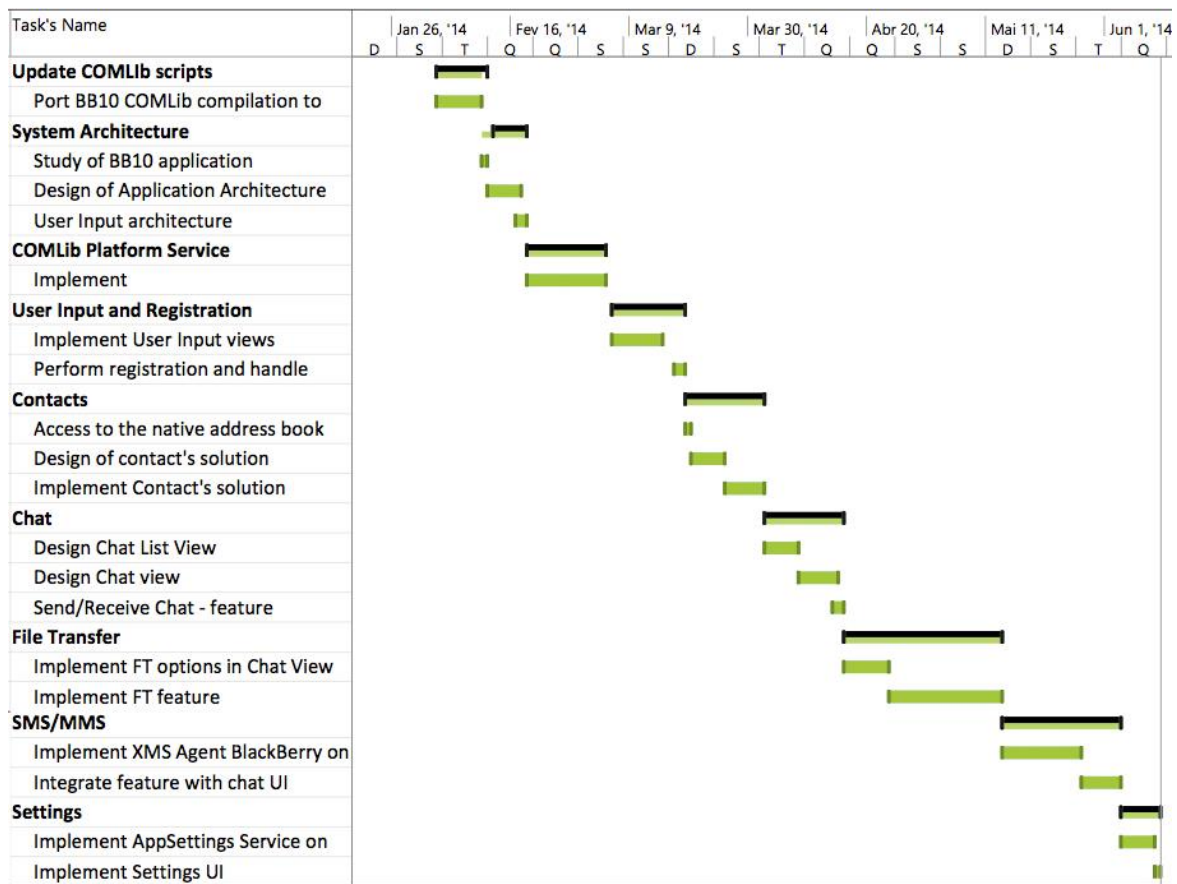 Task's Name
Jan 26, '14 Fev 16, '14 Mar 9, '14 Mar 30, '14 Abr 20, '14 Mai 11, '14 Jun 1, '14
D S T Q Q S S D S T Q Q S S D S T Q
Update COMLIb scripts
Port BB10 COMLib compilation to
System Architecture
Study of BB10 application
Design of Application Architecture
User Input architecture
COMLib Platform Service
Implement
User Input and Registration
Implement User Input views
Perform registration and handle
Contacts
Access to the native address book
Design of contact's solution
Implement Contact's solution
Chat
Design Chat List View
Design Chat view
Send/Receive Chat - feature
File Transfer
Implement FT options in Chat View
Implement FT feature
SMS/MMS
Implement XMS Agent BlackBerry on
Integrate feature with chat UI
Settings
Implement AppSettings Service on
Implement Settings UI